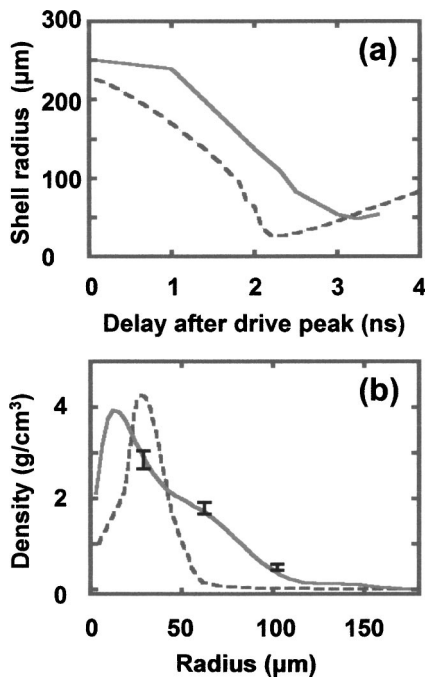 300
(a)
200
100
0
Shell radius (μm)
0 1 2 3 4
Delay after drive peak (ns)
(b)
4
2
0
Density (g/cm³)
0 50 100 150
Radius (μm)